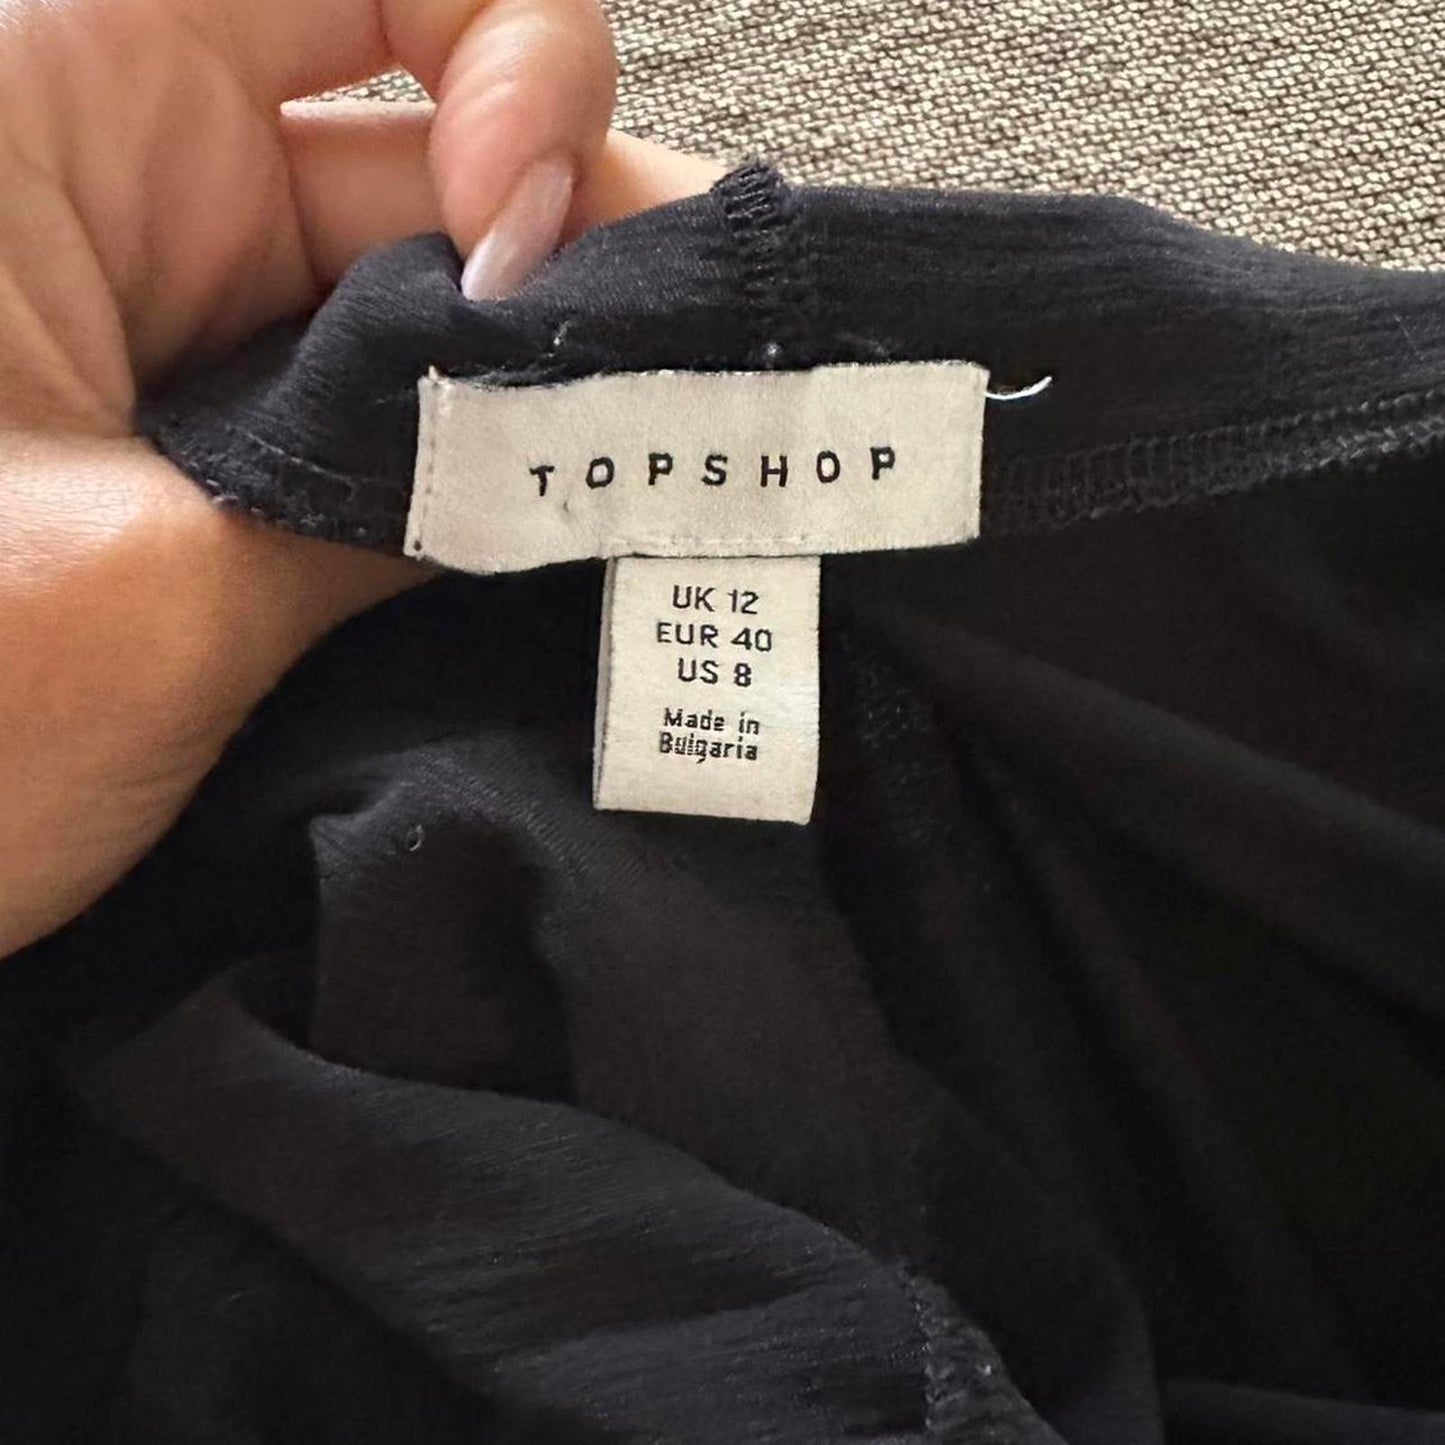 TOPSHOP
UK 12
EUR 40
US 8
Made in
Bulgaria